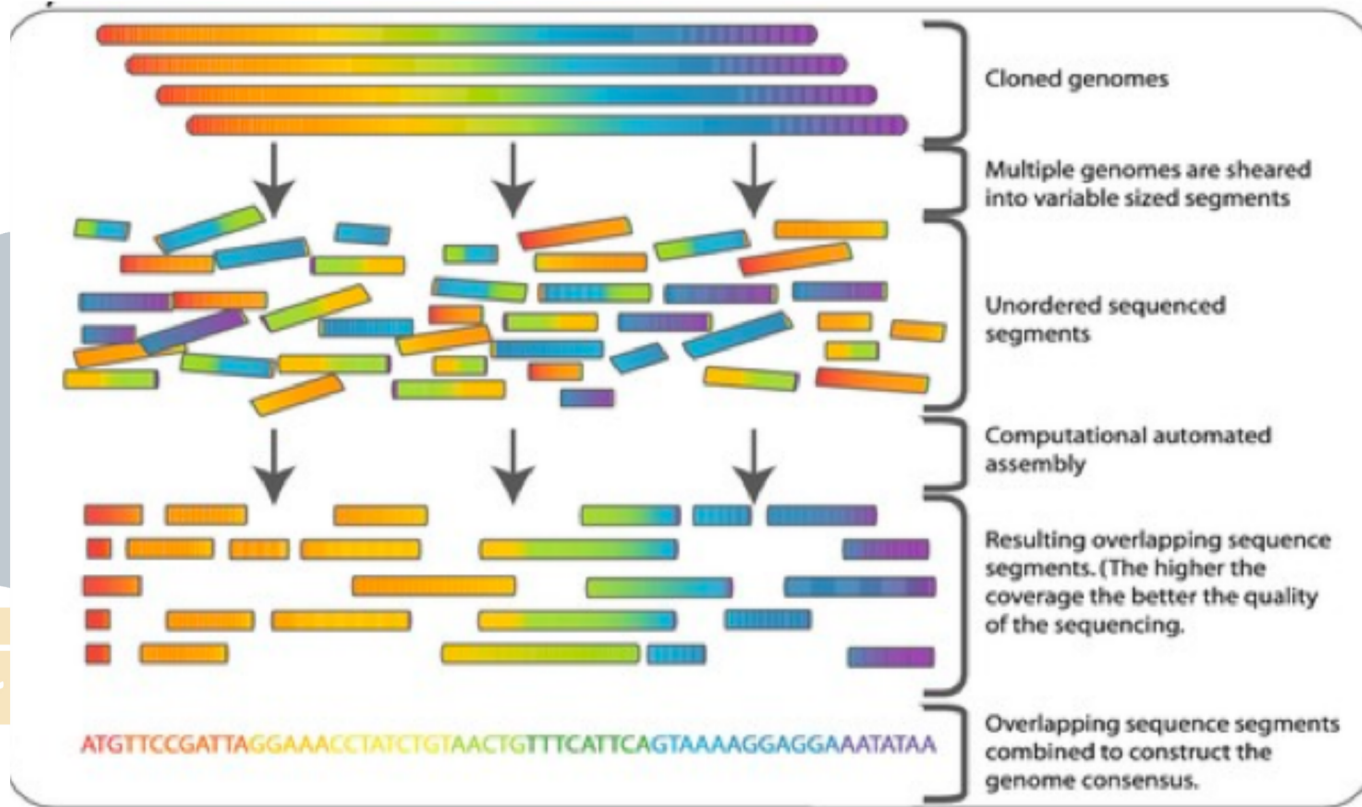 Cloned genomes
Multiple genomes are sheared
into variable sized segments
Unordered sequenced
segments
Computational automated
assembly
Resulting overlapping sequence
segments. (The higher the
coverage the better the quality
of the sequencing.
ATGTTCCGATTAGGAAACCTATCTGTAACTGTTTCATTCAGTAAAAGGAGGAAATATAA
Overlapping sequence segments
combined to construct the
genome consensus.